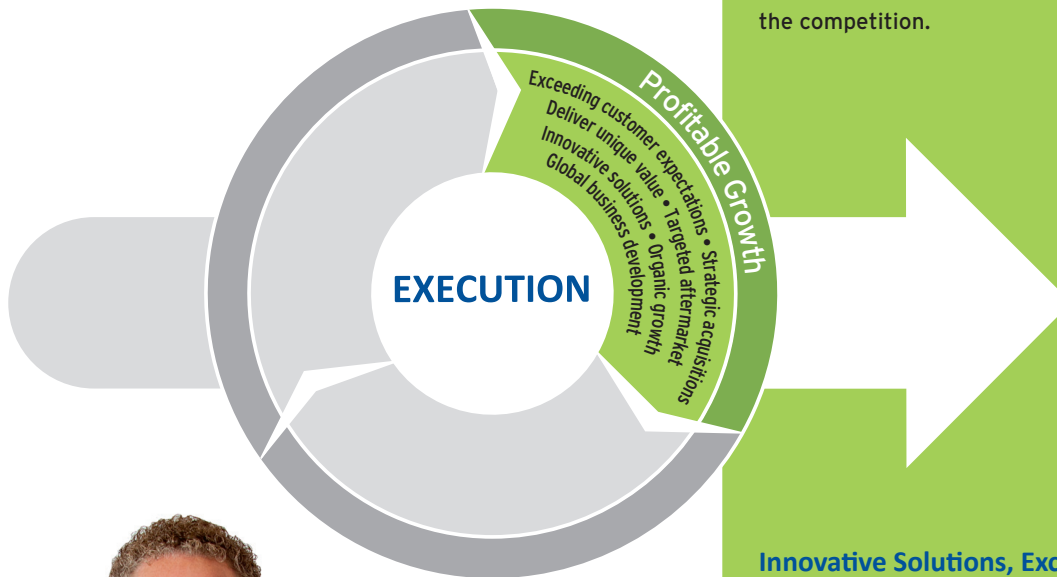 the competition.
Profitable Growth
Exceeding customer expectations • Strategic acquisitions
Deliver unique value • Targeted aftermarket
Innovative solutions • Organic growth
Global business development
EXECUTION
Innovative Solutions,